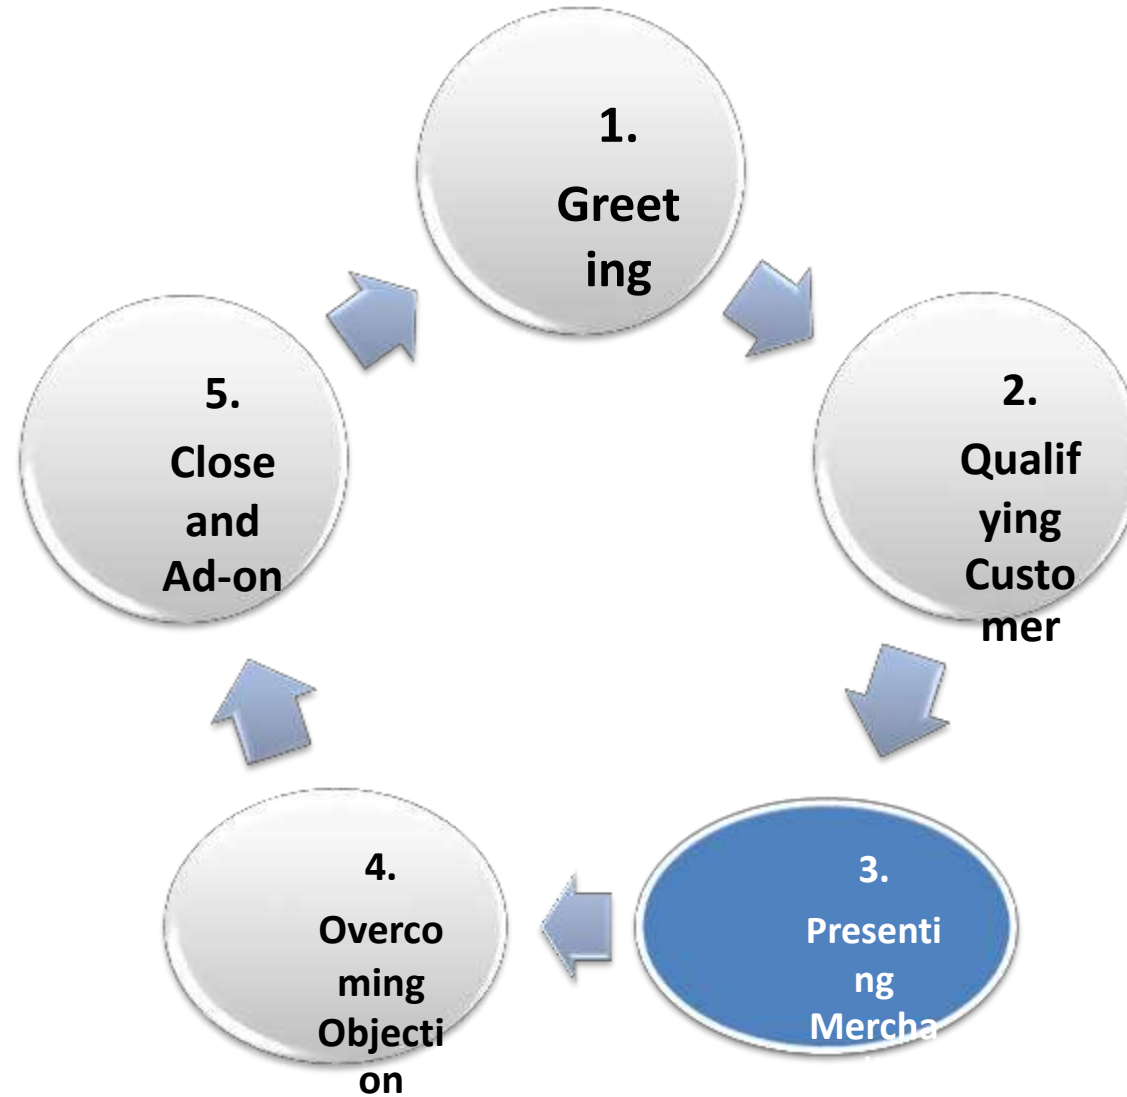 1.
Greet
ing
2.
Qualif
ying
Custo
mer
3.
Presenti
ng
Mercha
4.
Overco
ming
Objecti
on
5.
Close
and
Ad-on